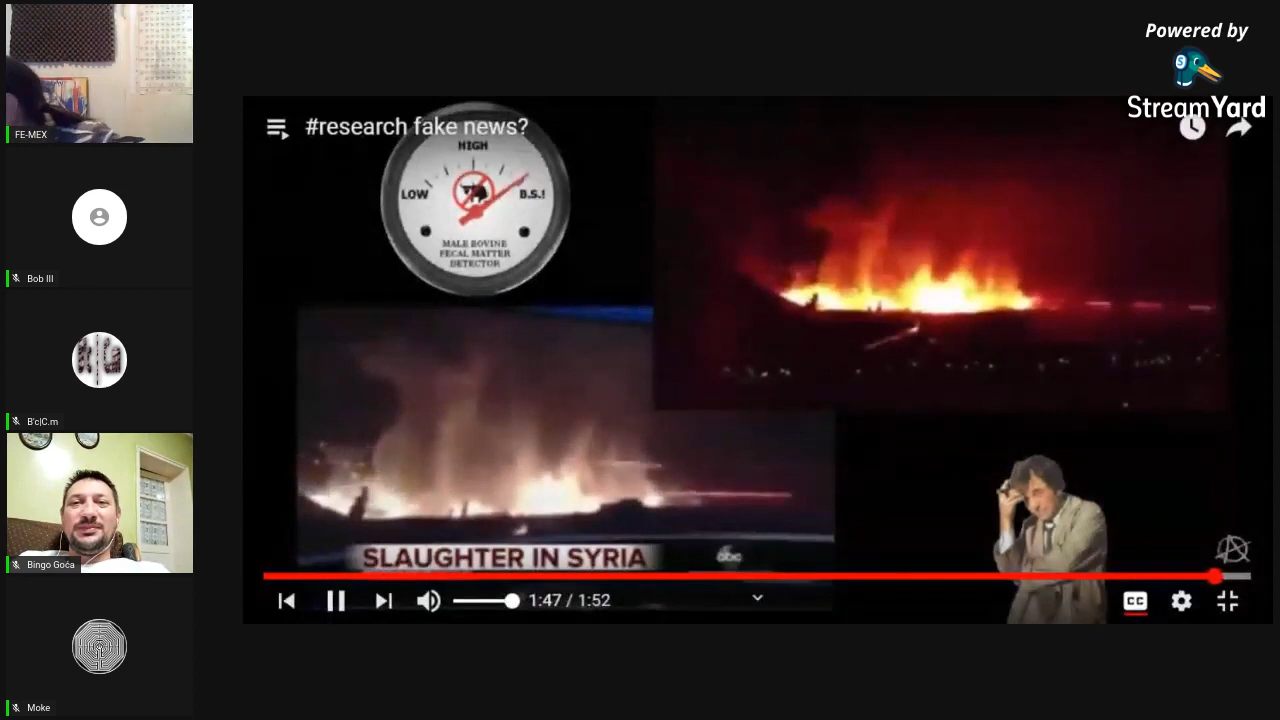 Powered by
StreamYard
#research fake news?
HIGH
LOW
B.S.!
MALE BOVINE
FECAL MATTER
DETECTOR
SLAUGHTER IN SYRIA
abc
1:47 / 1:52
CC
FE-MEX
Bob III
B'c|C.m
Bingo Goća
Moke